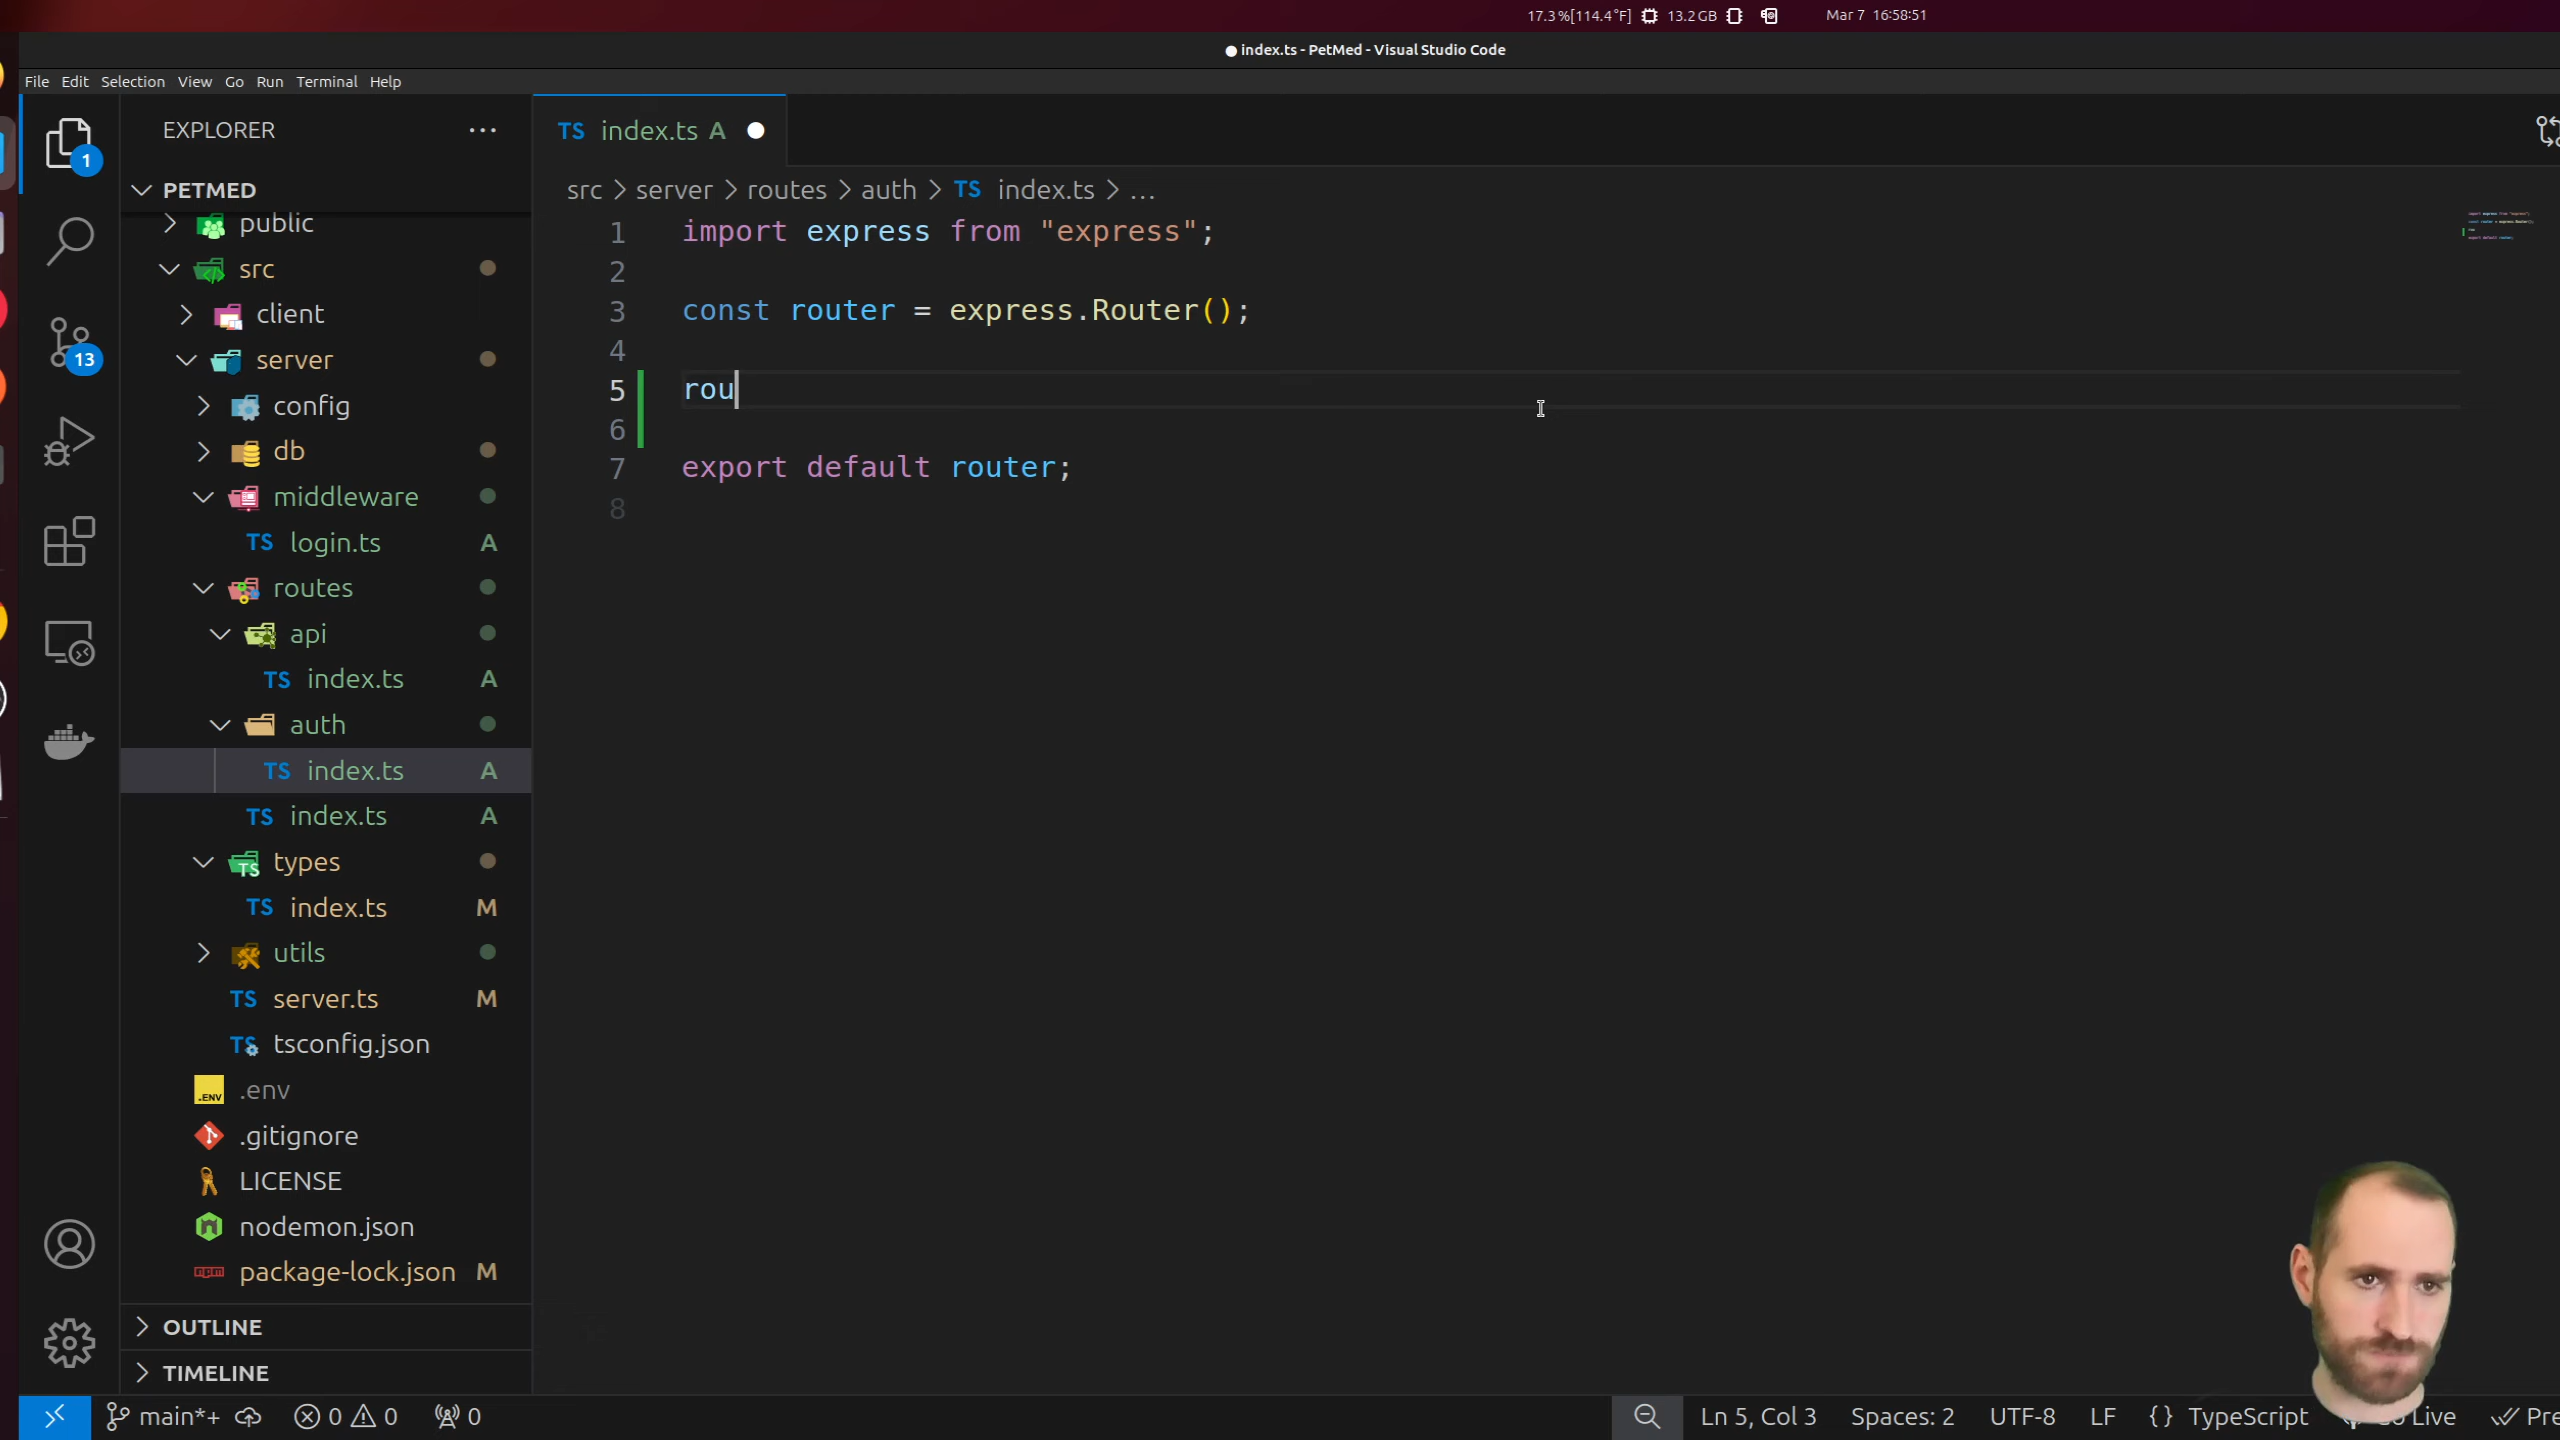 17.3%[114.4°F] 13.2GB Mar 7 16:58:51
● index.ts - PetMed - Visual Studio Code
File Edit Selection View Go Run Terminal Help
EXPLORER
TS index.ts A
1
PETMED
src > server > routes > auth > TS index.ts > ...
public
src
client
13
server
config
db
middleware
TS login.ts A
routes
api
TS index.ts A
auth
TS index.ts A
TS index.ts A
types
TS index.ts M
utils
TS server.ts M
TS tsconfig.json
.ENV .env
.gitignore
LICENSE
nodemon.json
package-lock.json M
OUTLINE
TIMELINE
1 import express from "express";
2
3 const router = express.Router();
4
5 rou
6
7 export default router;
8
main*+ 0 0 0
Ln 5, Col 3 Spaces: 2 UTF-8 LF {} TypeScript Live